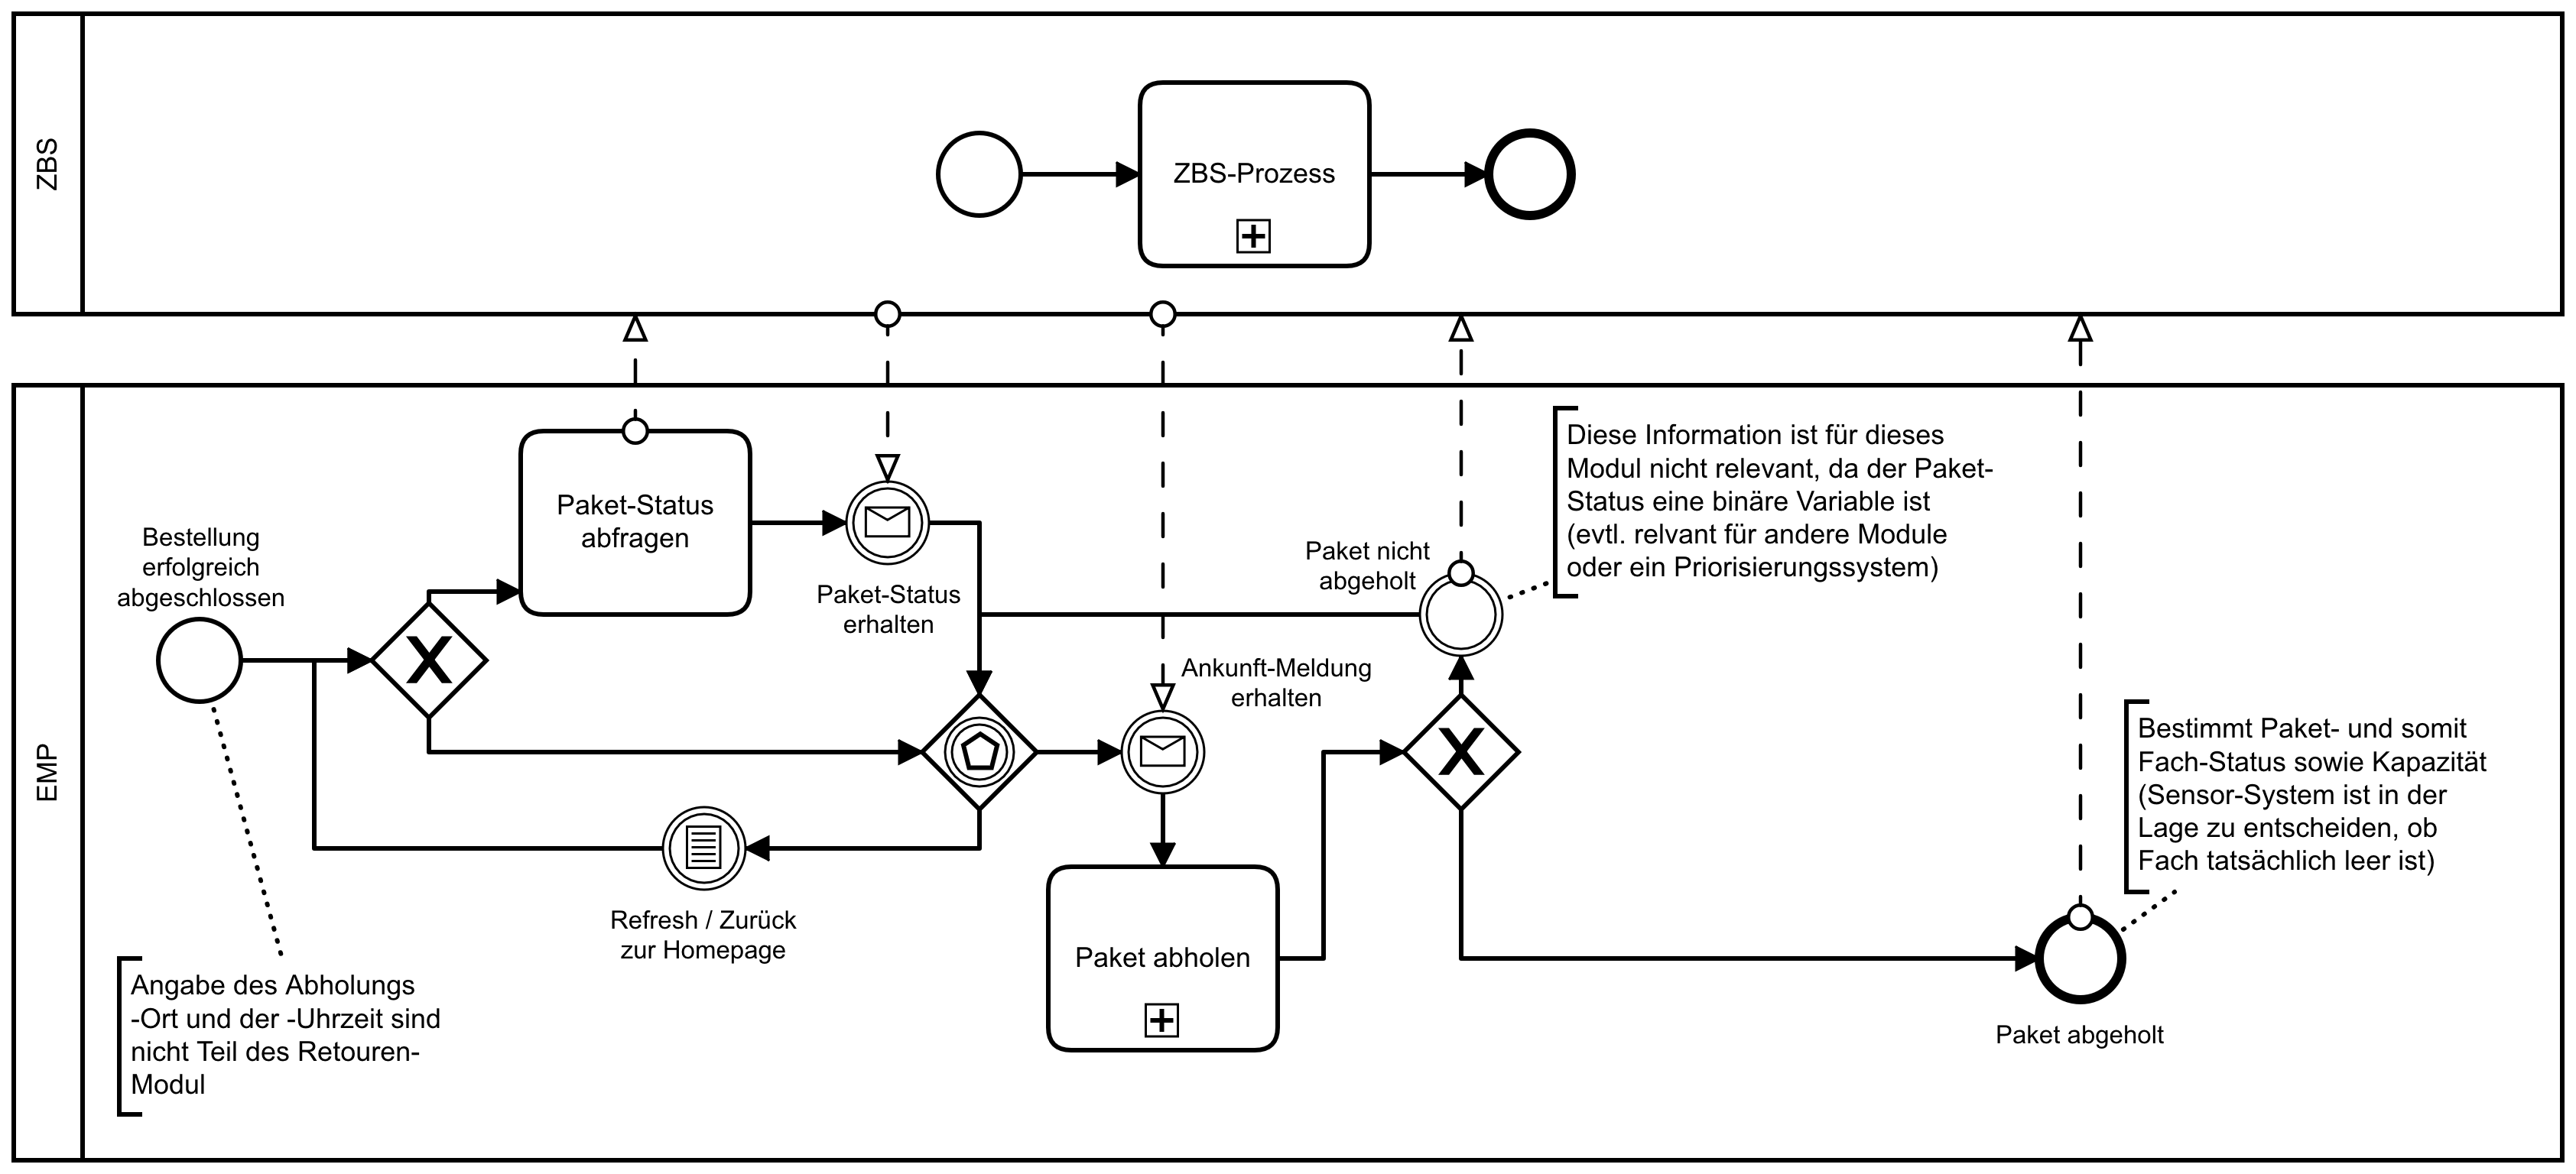 ZBS
ZBS-Prozess
EMP
Bestellung
erfolgreich
abgeschlossen
Paket-Status
abfragen
Paket-Status
erhalten
Ankunft-Meldung
erhalten
Paket nicht
abgeholt
Diese Information ist für dieses
Modul nicht relevant, da der Paket-
Status eine binäre Variable ist
(evtl. relvant für andere Module
oder ein Priorisierungssystem)
Bestimmt Paket- und somit
Fach-Status sowie Kapazität
(Sensor-System ist in der
Lage zu entscheiden, ob
Fach tatsächlich leer ist)
Refresh / Zurück
zur Homepage
Paket abholen
Paket abgeholt
Angabe des Abholungs
-Ort und der -Uhrzeit sind
nicht Teil des Retouren-
Modul